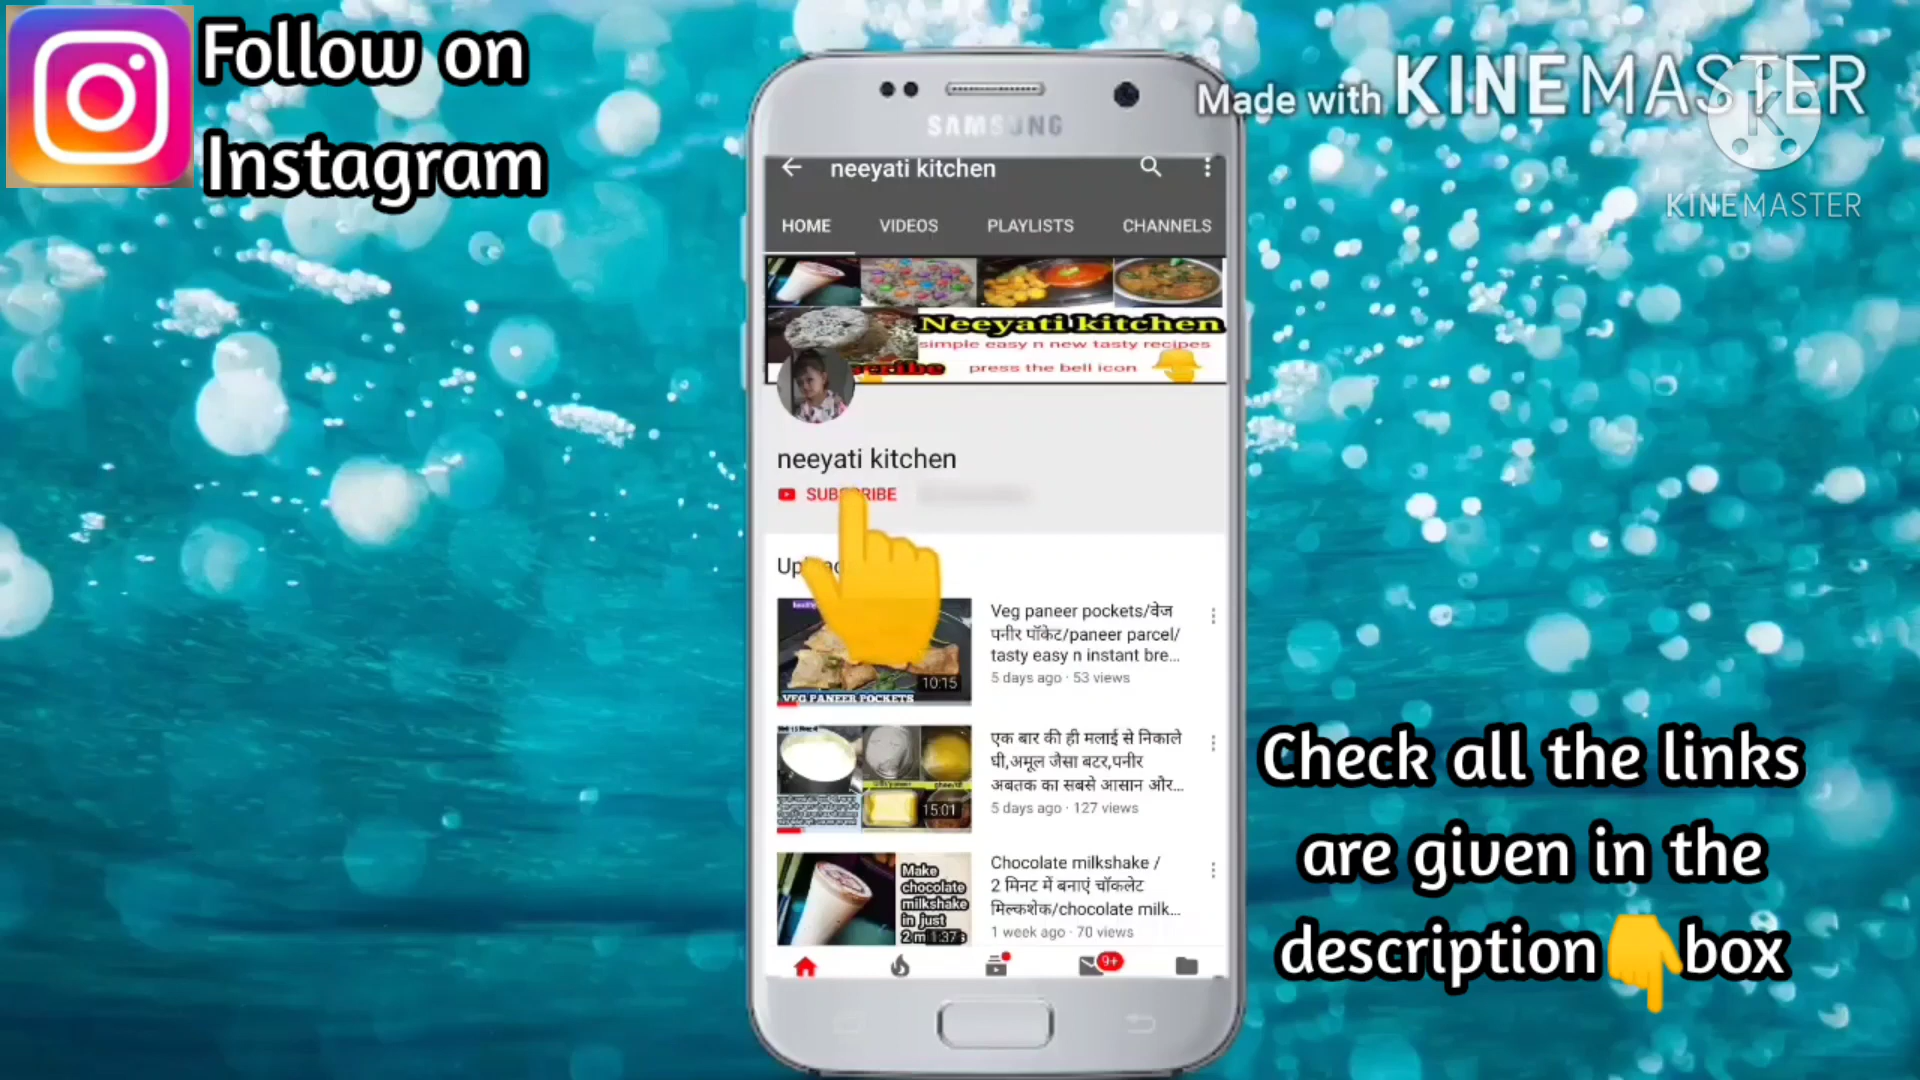 Follow on
Instagram
Made with KINEMASTER
K
KINEMASTER
SAMSUNG
neeyati kitchen
HOME VIDEOS PLAYLISTS CHANNELS
Neeyati kitchen
simple easy n new tasty recipes
press the bell icon
neeyati kitchen
SUBSCRIBE
Veg paneer pockets/वेज
पनीर पॉकेट/paneer parcel/
tasty easy n instant bre...
5 days ago · 53 views
10:15
VEG PANEER POCKETS
एक बार की ही मलाई से निकाले
घी,अमूल जैसा बटर,पनीर
अबतक का सबसे आसान और...
5 days ago · 127 views
15:01
Chocolate milkshake /
2 मिनट में बनाएं चॉकलेट
मिल्कशेक/chocolate milk...
1 week ago · 70 views
Make
chocolate
milkshake
in just
2 m
1:37
9+
Check all the links
are given in the
description👇box